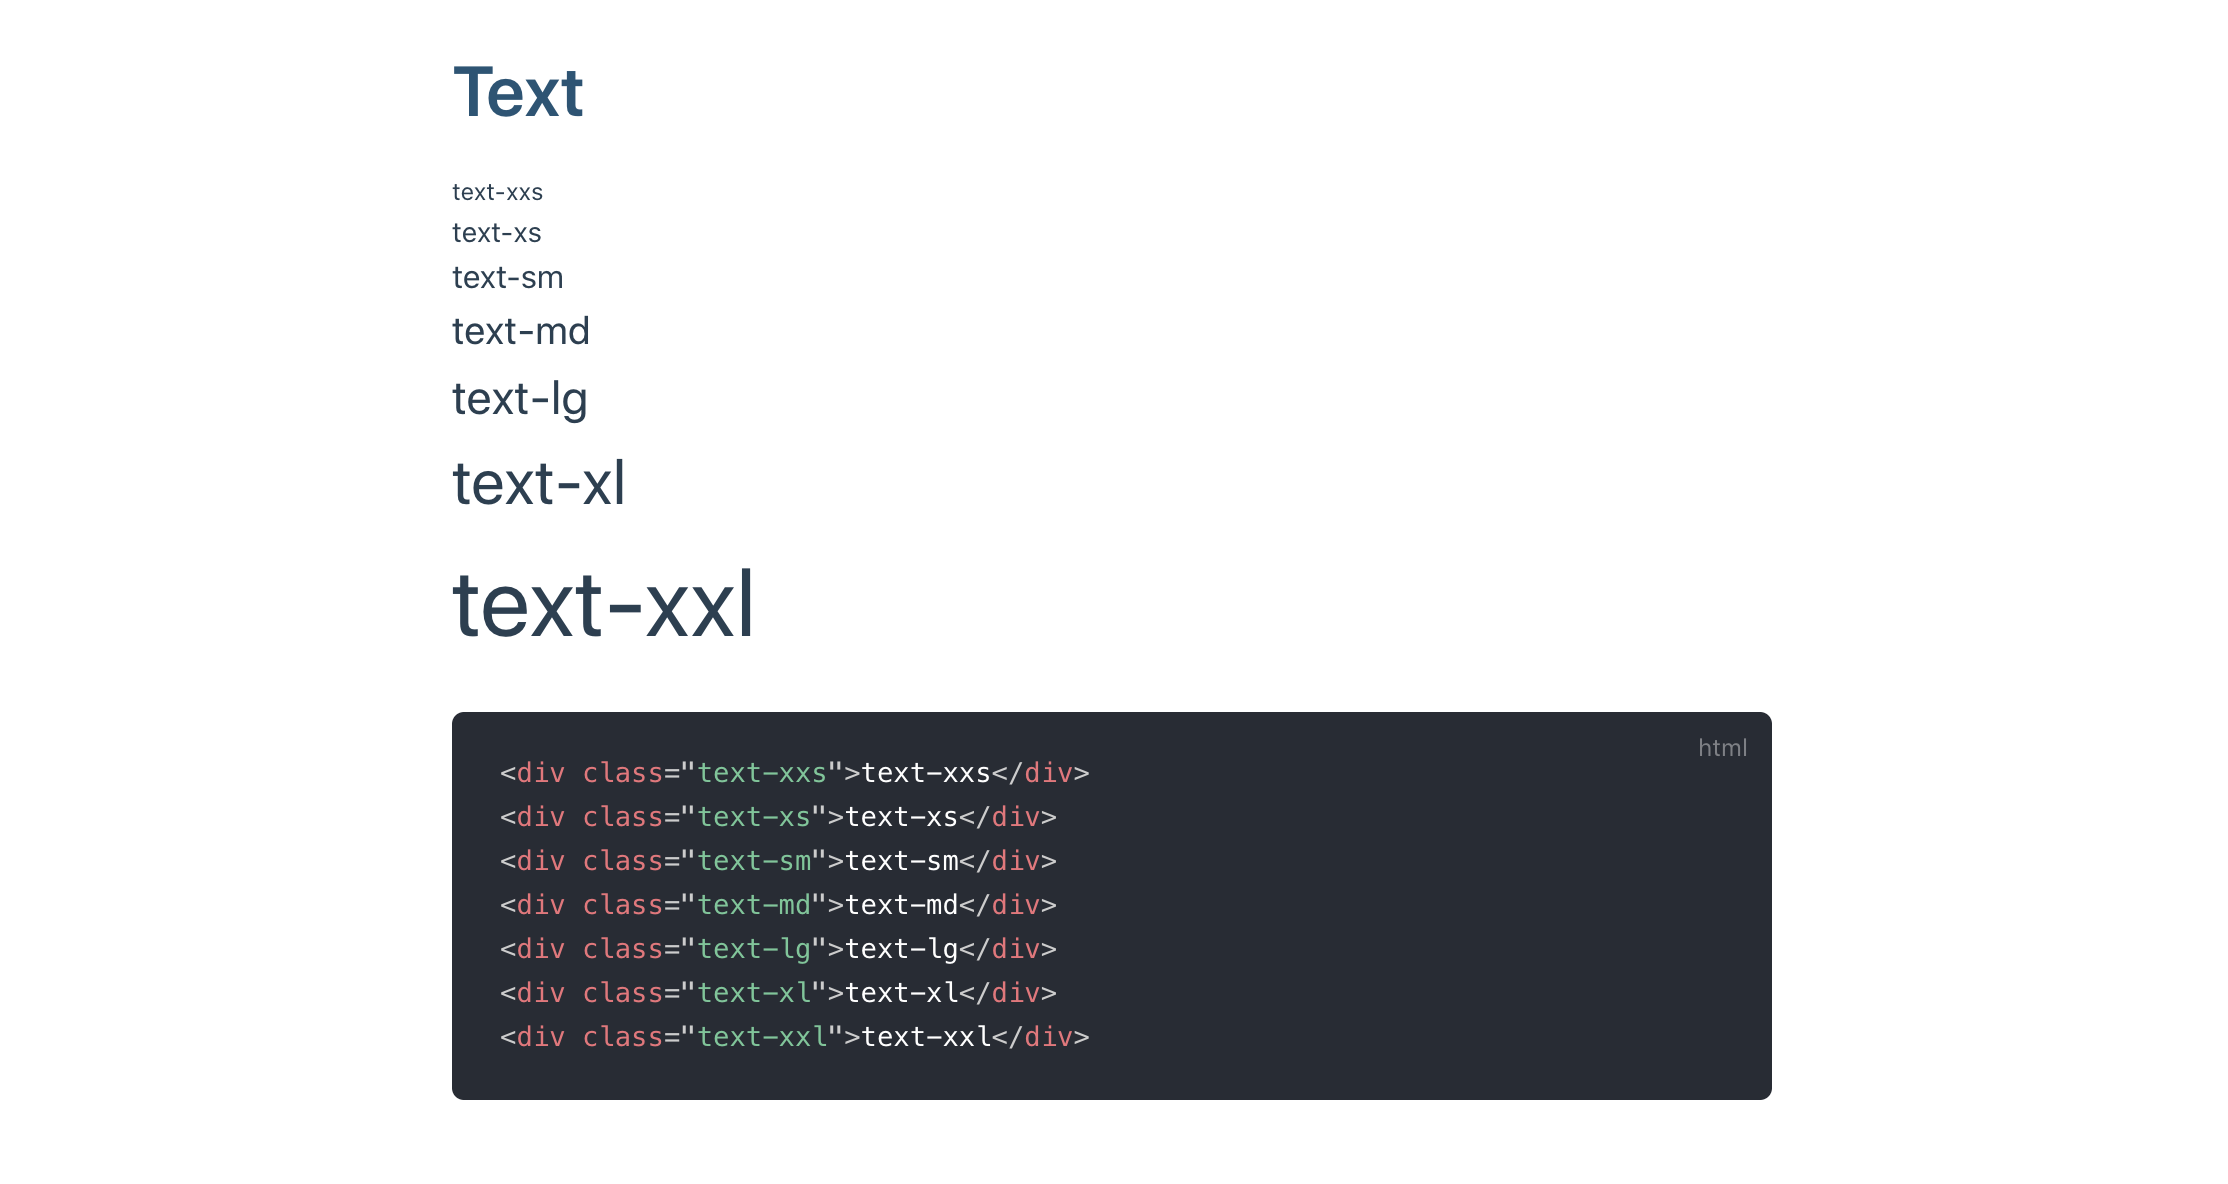 Text
text-xxs
text-xs
text-sm
text-md
text-lg
text-xl
text-xxl
html
<div class="text-xxs">text-xxs</div>
<div class="text-xs">text-xs</div>
<div class="text-sm">text-sm</div>
<div class="text-md">text-md</div>
<div class="text-lg">text-lg</div>
<div class="text-xl">text-xl</div>
<div class="text-xxl">text-xxl</div>